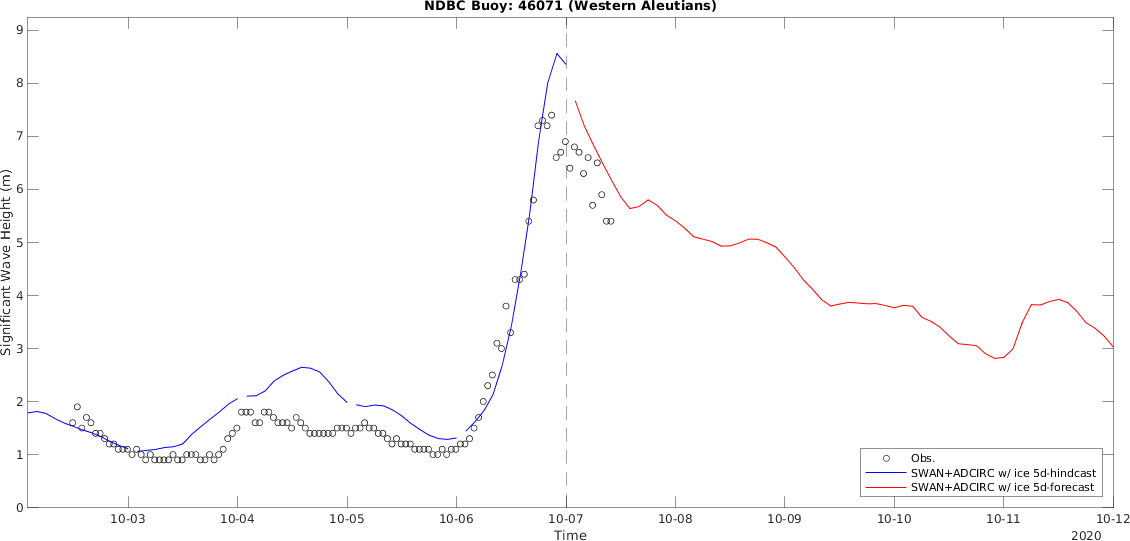 NDBC Buoy: 46071 (Western Aleutians)
Significant Wave Height (m)
9
8
7
6
5
4
3
2
1
0
Obs.
SWAN+ADCIRC w/ ice 5d-hindcast
SWAN+ADCIRC w/ ice 5d-forecast
10-03 10-04 10-05 10-06 10-07 10-08 10-09 10-10 10-11 10-12
Time
2020